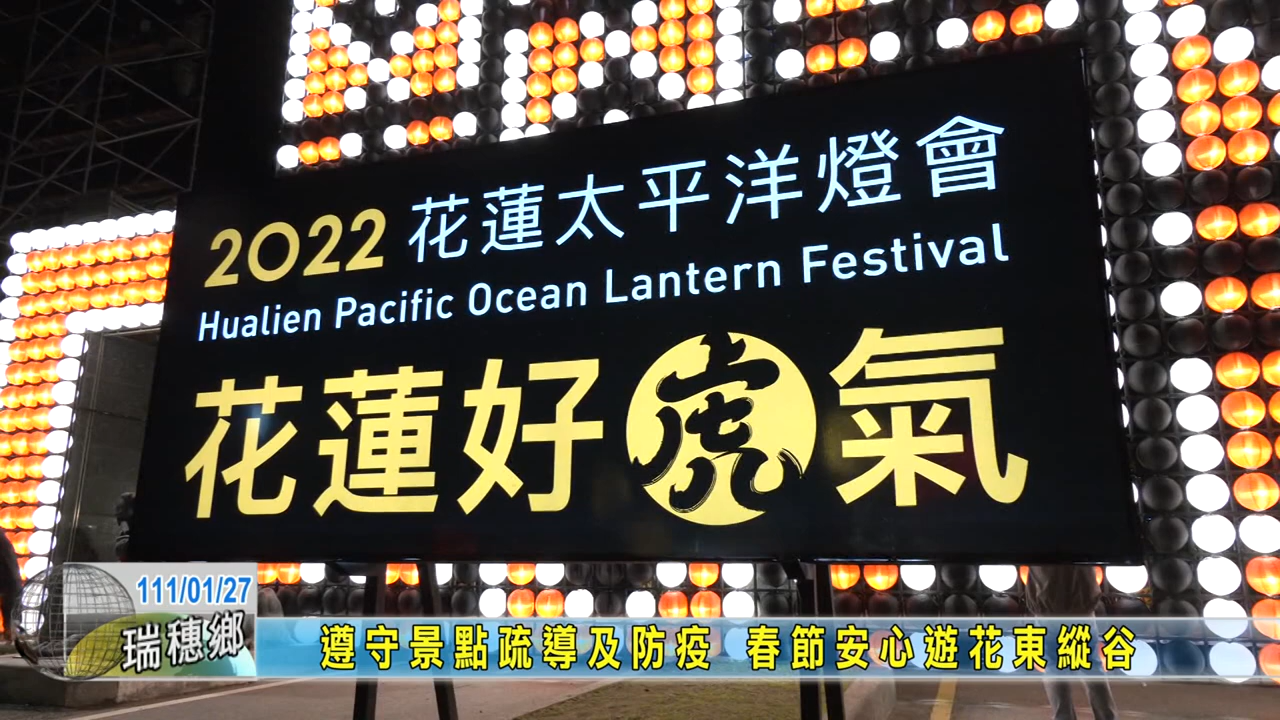 2022 花蓮太平洋燈會
Hualien Pacific Ocean Lantern Festival
花蓮好虎氣
111/01/27
瑞穗鄉
遵守景點疏導及防疫 春節安心遊花東縱谷